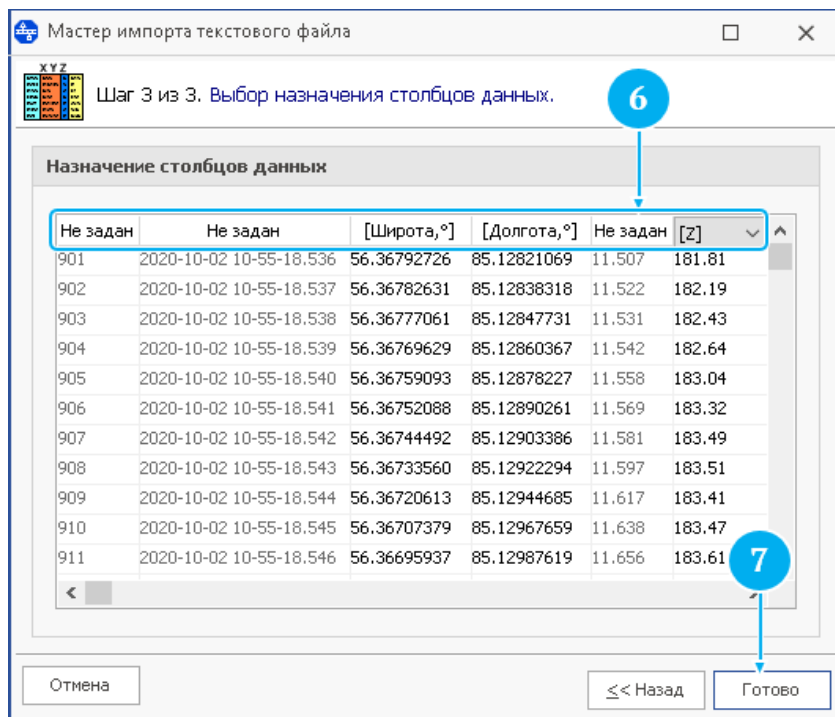 Мастер импорта текстового файла
XYZ
Шаг 3 из 3. Выбор назначения столбцов данных.
6
Назначение столбцов данных
Не задан Не задан [Широта,°] [Долгота,°] Не задан [Z]
901 2020-10-02 10-55-18.536 56.36792726 85.12821069 11.507 181.81
902 2020-10-02 10-55-18.537 56.36782631 85.12838318 11.522 182.19
903 2020-10-02 10-55-18.538 56.36777061 85.12847731 11.531 182.43
904 2020-10-02 10-55-18.539 56.36769629 85.12860367 11.542 182.64
905 2020-10-02 10-55-18.540 56.36759093 85.12878227 11.558 183.04
906 2020-10-02 10-55-18.541 56.36752088 85.12890261 11.569 183.32
907 2020-10-02 10-55-18.542 56.36744492 85.12903386 11.581 183.49
908 2020-10-02 10-55-18.543 56.36733560 85.12922294 11.597 183.51
909 2020-10-02 10-55-18.544 56.36720613 85.12944685 11.617 183.41
910 2020-10-02 10-55-18.545 56.36707379 85.12967659 11.638 183.47
911 2020-10-02 10-55-18.546 56.36695937 85.12987619 11.656 183.61
7
Отмена << Назад Готово